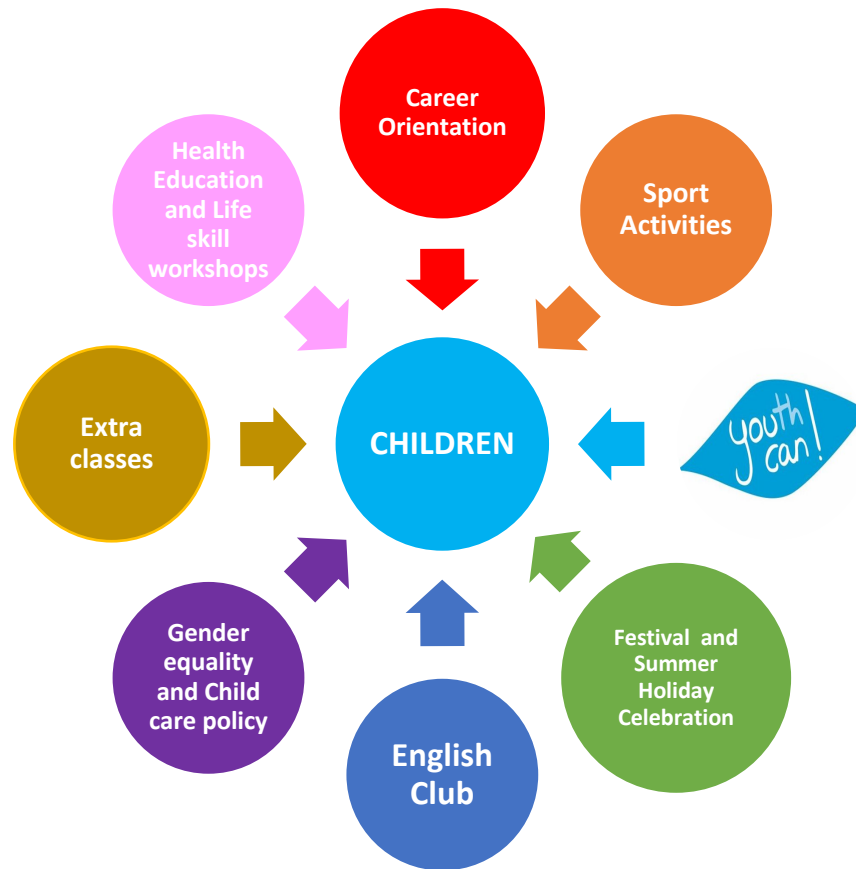 Career
Orientation
Sport
Activities
youth
can!
Festival and
Summer
Holiday
Celebration
English
Club
Gender
equality
and Child
care policy
Extra
classes
Health
Education
and Life
skill
workshops
CHILDREN